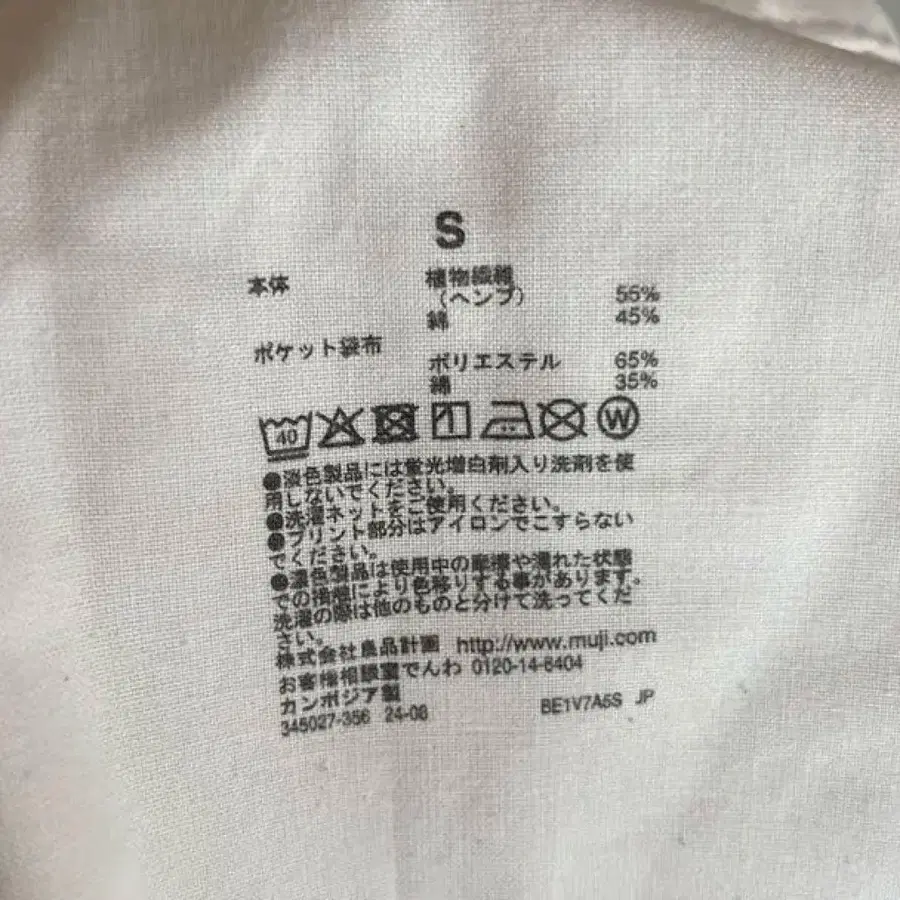 S
本体 植物繊維
(ヘンプ) 55%
綿 45%
ポケット袋布
ポリエステル 65%
綿 35%
40 W
●淡色製品には蛍光増白剤入り洗剤を使
用しないでください。
●洗濯ネットをご使用ください。
●プリント部分はアイロンでこすらない
でください。
●濃色製品は使用中の摩擦や濡れた状態
での接触により色移りする事があります。
洗濯の際は他のものと分けて洗ってくだ
さい。
株式会社良品計画 http://www.muji.com
お客様相談室でんわ 0120-14-6404
カンボジア製
345027-356 24-08 BE1V7A5S JP